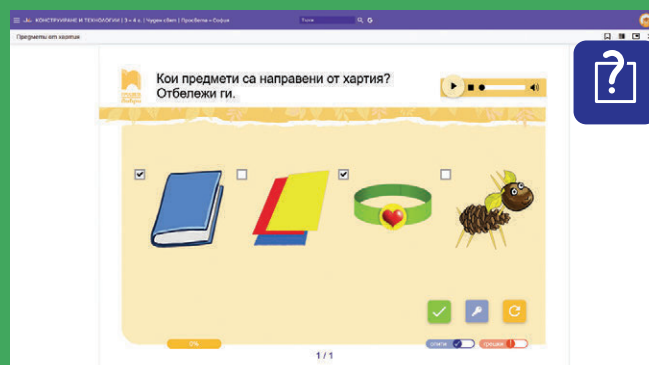 КОНСТРУИРАНЕ И ТЕХНОЛОГИИ | 3 – 4 г. | Чуден свят | Просвета – София
Търси
Предмети от хартия
Кои предмети са направени от хартия?
Отбележи ги.
0%
опити
грешки
1 / 1